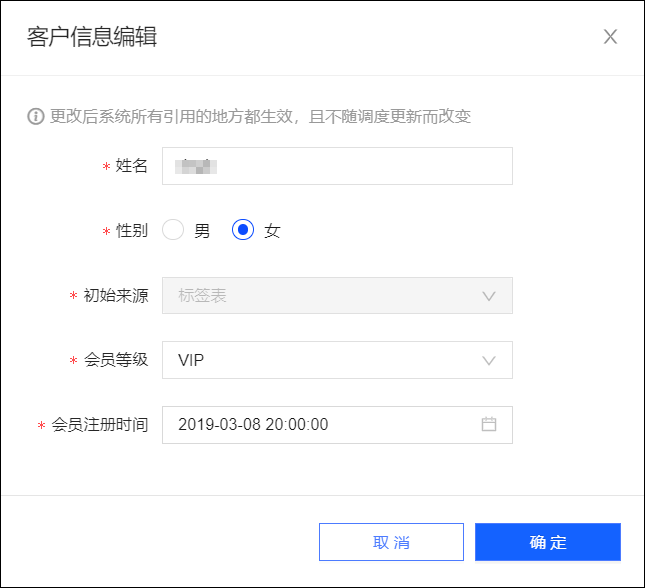 客户信息编辑
更改后系统所有引用的地方都生效，且不随调度更新而改变
* 姓名
* 性别 男 女
* 初始来源 标签表
* 会员等级 VIP
* 会员注册时间 2019-03-08 20:00:00
取消 确定